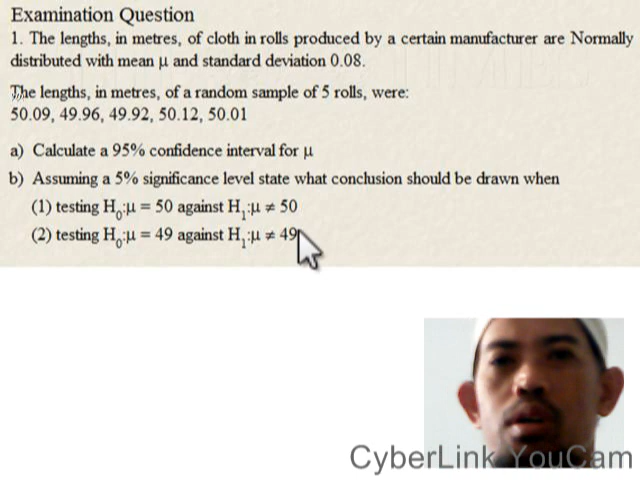 Examination Question
1. The lengths, in metres, of cloth in rolls produced by a certain manufacturer are Normally
distributed with mean μ and standard deviation 0.08.
The lengths, in metres, of a random sample of 5 rolls, were:
50.09, 49.96, 49.92, 50.12, 50.01
a) Calculate a 95% confidence interval for μ
b) Assuming a 5% significance level state what conclusion should be drawn when
(1) testing H₀:μ = 50 against H₁:μ ≠ 50
(2) testing H₀:μ = 49 against H₁:μ ≠ 49
CyberLink YouCam